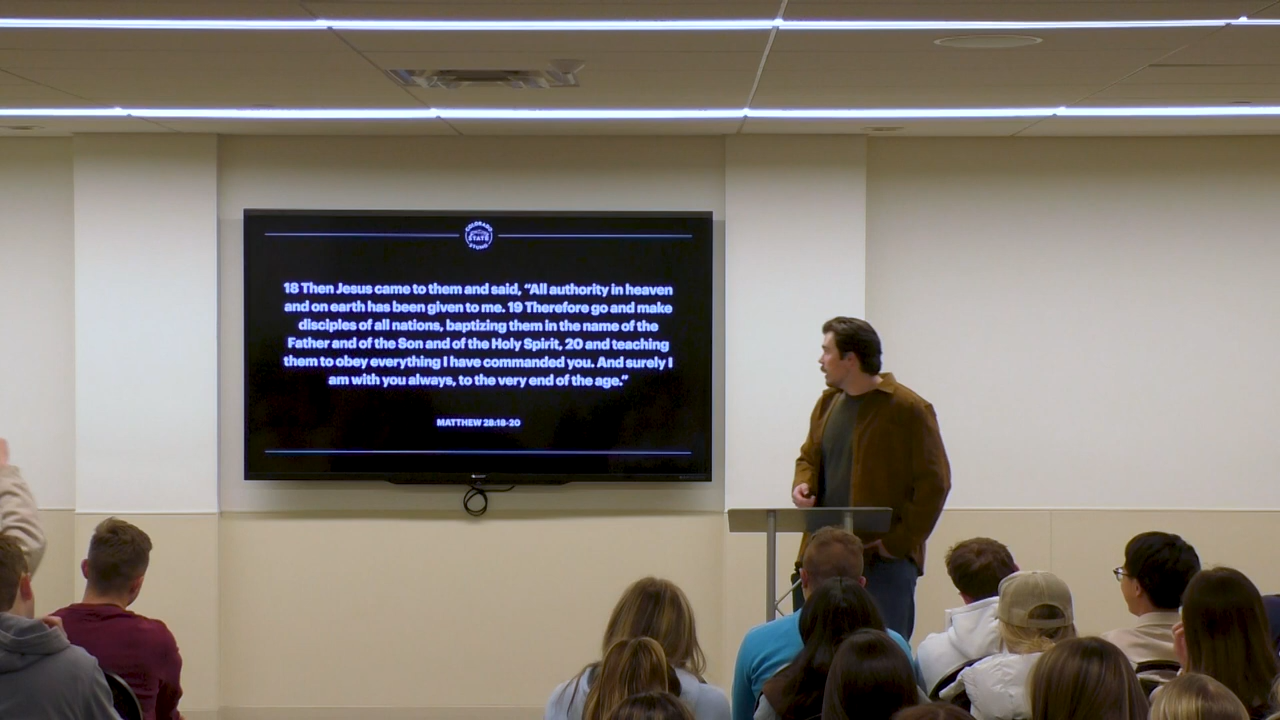 COLORADO
STATE
STUMO
18 Then Jesus came to them and said, “All authority in heaven
and on earth has been given to me. 19 Therefore go and make
disciples of all nations, baptizing them in the name of the
Father and of the Son and of the Holy Spirit, 20 and teaching
them to obey everything I have commanded you. And surely I
am with you always, to the very end of the age.”
MATTHEW 28:18-20